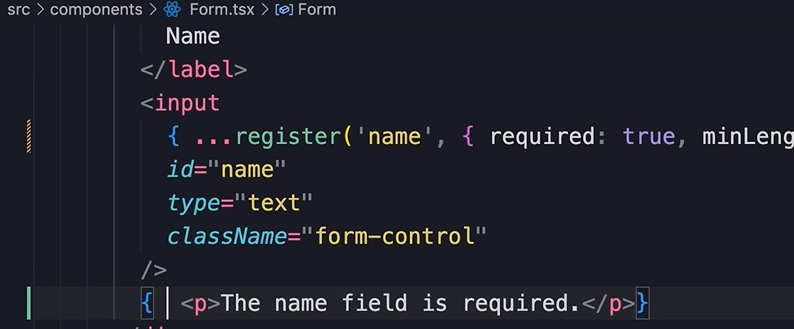 src > components > Form.tsx > Form
Name
</label>
<input
{ ...register('name', { required: true, minLeng
id="name"
type="text"
className="form-control"
/>
{ <p>The name field is required.</p>}